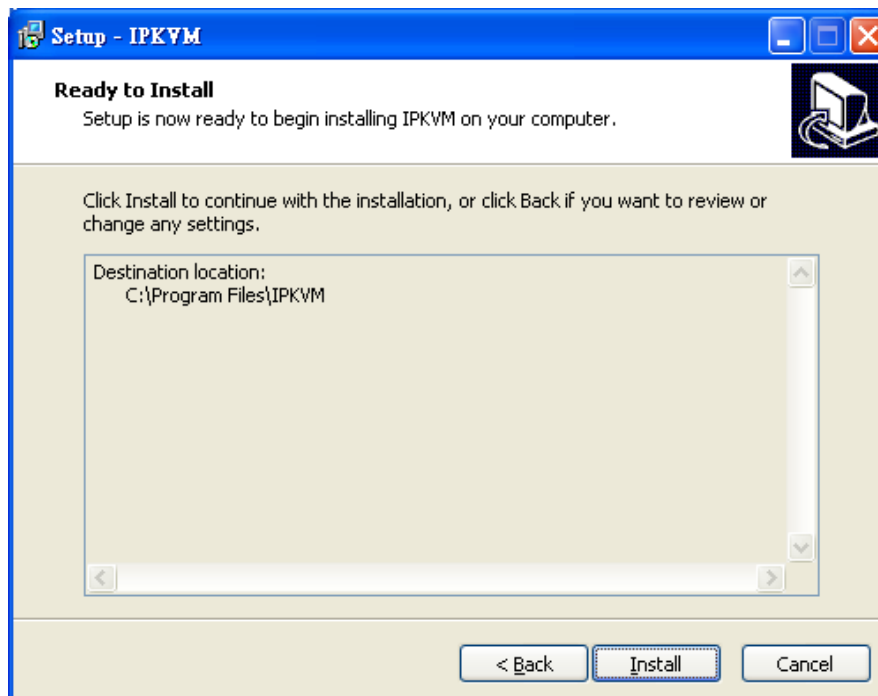 Setup - IPKVM
Ready to Install
Setup is now ready to begin installing IPKVM on your computer.
Click Install to continue with the installation, or click Back if you want to review or
change any settings.
Destination location:
C:\Program Files\IPKVM
< Back
Install
Cancel